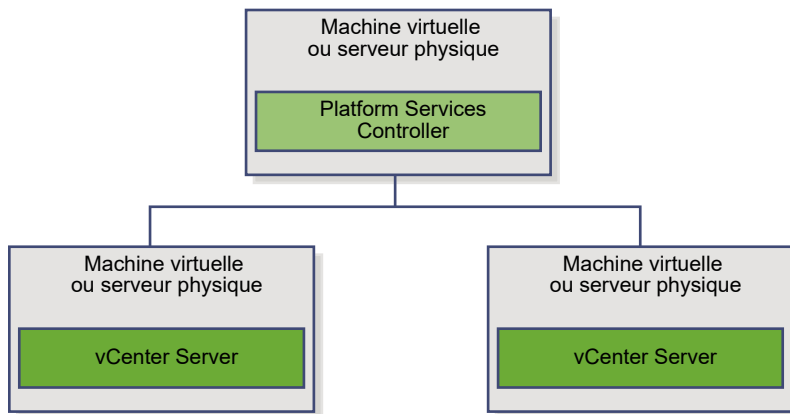 Machine virtuelle
ou serveur physique
Platform Services
Controller
Machine virtuelle
ou serveur physique
vCenter Server
Machine virtuelle
ou serveur physique
vCenter Server